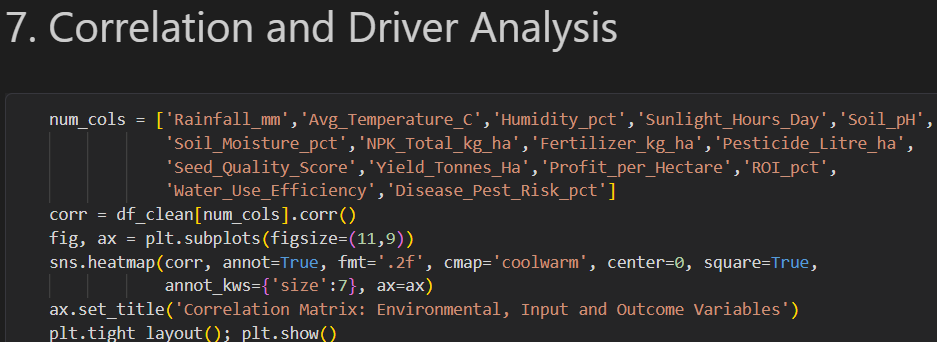 7. Correlation and Driver Analysis
num_cols = ['Rainfall_mm','Avg_Temperature_C','Humidity_pct','Sunlight_Hours_Day','Soil_pH',
'Soil_Moisture_pct','NPK_Total_kg_ha','Fertilizer_kg_ha','Pesticide_Litre_ha',
'Seed_Quality_Score','Yield_Tonnes_Ha','Profit_per_Hectare','ROI_pct',
'Water_Use_Efficiency','Disease_Pest_Risk_pct']
corr = df_clean[num_cols].corr()
fig, ax = plt.subplots(figsize=(11,9))
sns.heatmap(corr, annot=True, fmt='.2f', cmap='coolwarm', center=0, square=True,
annot_kws={'size':7}, ax=ax)
ax.set_title('Correlation Matrix: Environmental, Input and Outcome Variables')
plt.tight_layout(); plt.show()